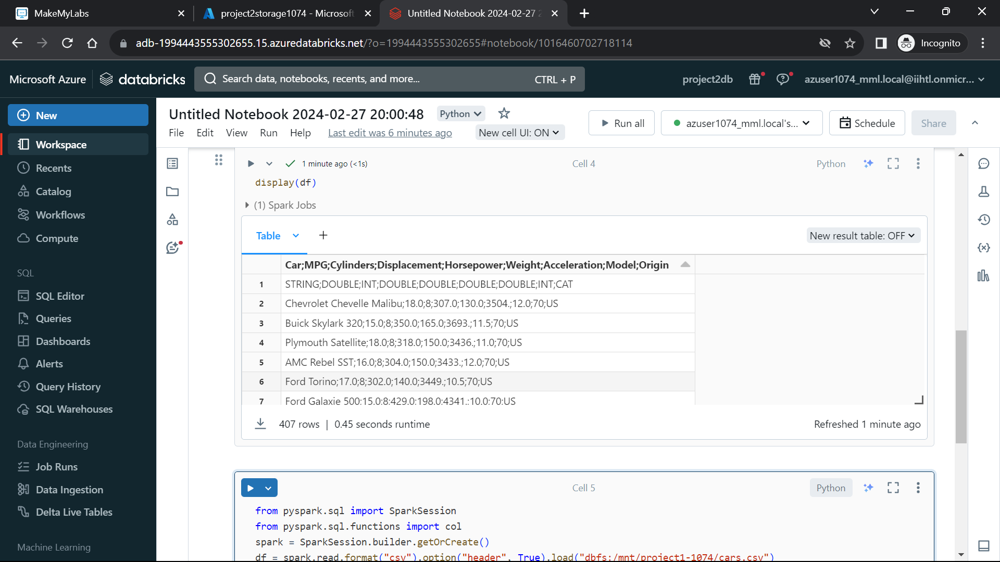 MakeMyLabs
project2storage1074 - Microsoft
Untitled Notebook 2024-02-27 2
adb-1994443555302655.15.azuredatabricks.net/?o=1994443555302655#notebook/1016460702718114
Incognito
Microsoft Azure
databricks
Search data, notebooks, recents, and more...
CTRL + P
project2db
azuser1074_mml.local@iihtl.onmicr...
New
Workspace
Recents
Catalog
Workflows
Compute
SQL
SQL Editor
Queries
Dashboards
Alerts
Query History
SQL Warehouses
Data Engineering
Job Runs
Data Ingestion
Delta Live Tables
Machine Learning
Untitled Notebook 2024-02-27 20:00:48
Python
File Edit View Run Help
Last edit was 6 minutes ago
New cell UI: ON
Run all
azuser1074_mml.local's...
Schedule
Share
1 minute ago (<1s)
Cell 4
Python
display(df)
(1) Spark Jobs
Table
+
New result table: OFF
Car;MPG;Cylinders;Displacement;Horsepower;Weight;Acceleration;Model;Origin
1 STRING;DOUBLE;INT;DOUBLE;DOUBLE;DOUBLE;DOUBLE;INT;CAT
2 Chevrolet Chevelle Malibu;18.0;8;307.0;130.0;3504.;12.0;70;US
3 Buick Skylark 320;15.0;8;350.0;165.0;3693.;11.5;70;US
4 Plymouth Satellite;18.0;8;318.0;150.0;3436.;11.0;70;US
5 AMC Rebel SST;16.0;8;304.0;150.0;3433.;12.0;70;US
6 Ford Torino;17.0;8;302.0;140.0;3449.;10.5;70;US
7 Ford Galaxie 500;15.0;8;429.0;198.0;4341.;10.0;70;US
407 rows | 0.45 seconds runtime
Refreshed 1 minute ago
Cell 5
Python
from pyspark.sql import SparkSession
from pyspark.sql.functions import col
spark = SparkSession.builder.getOrCreate()
df = spark.read.format("csv").option("header", True).load("dbfs:/mnt/project1-1074/cars.csv")